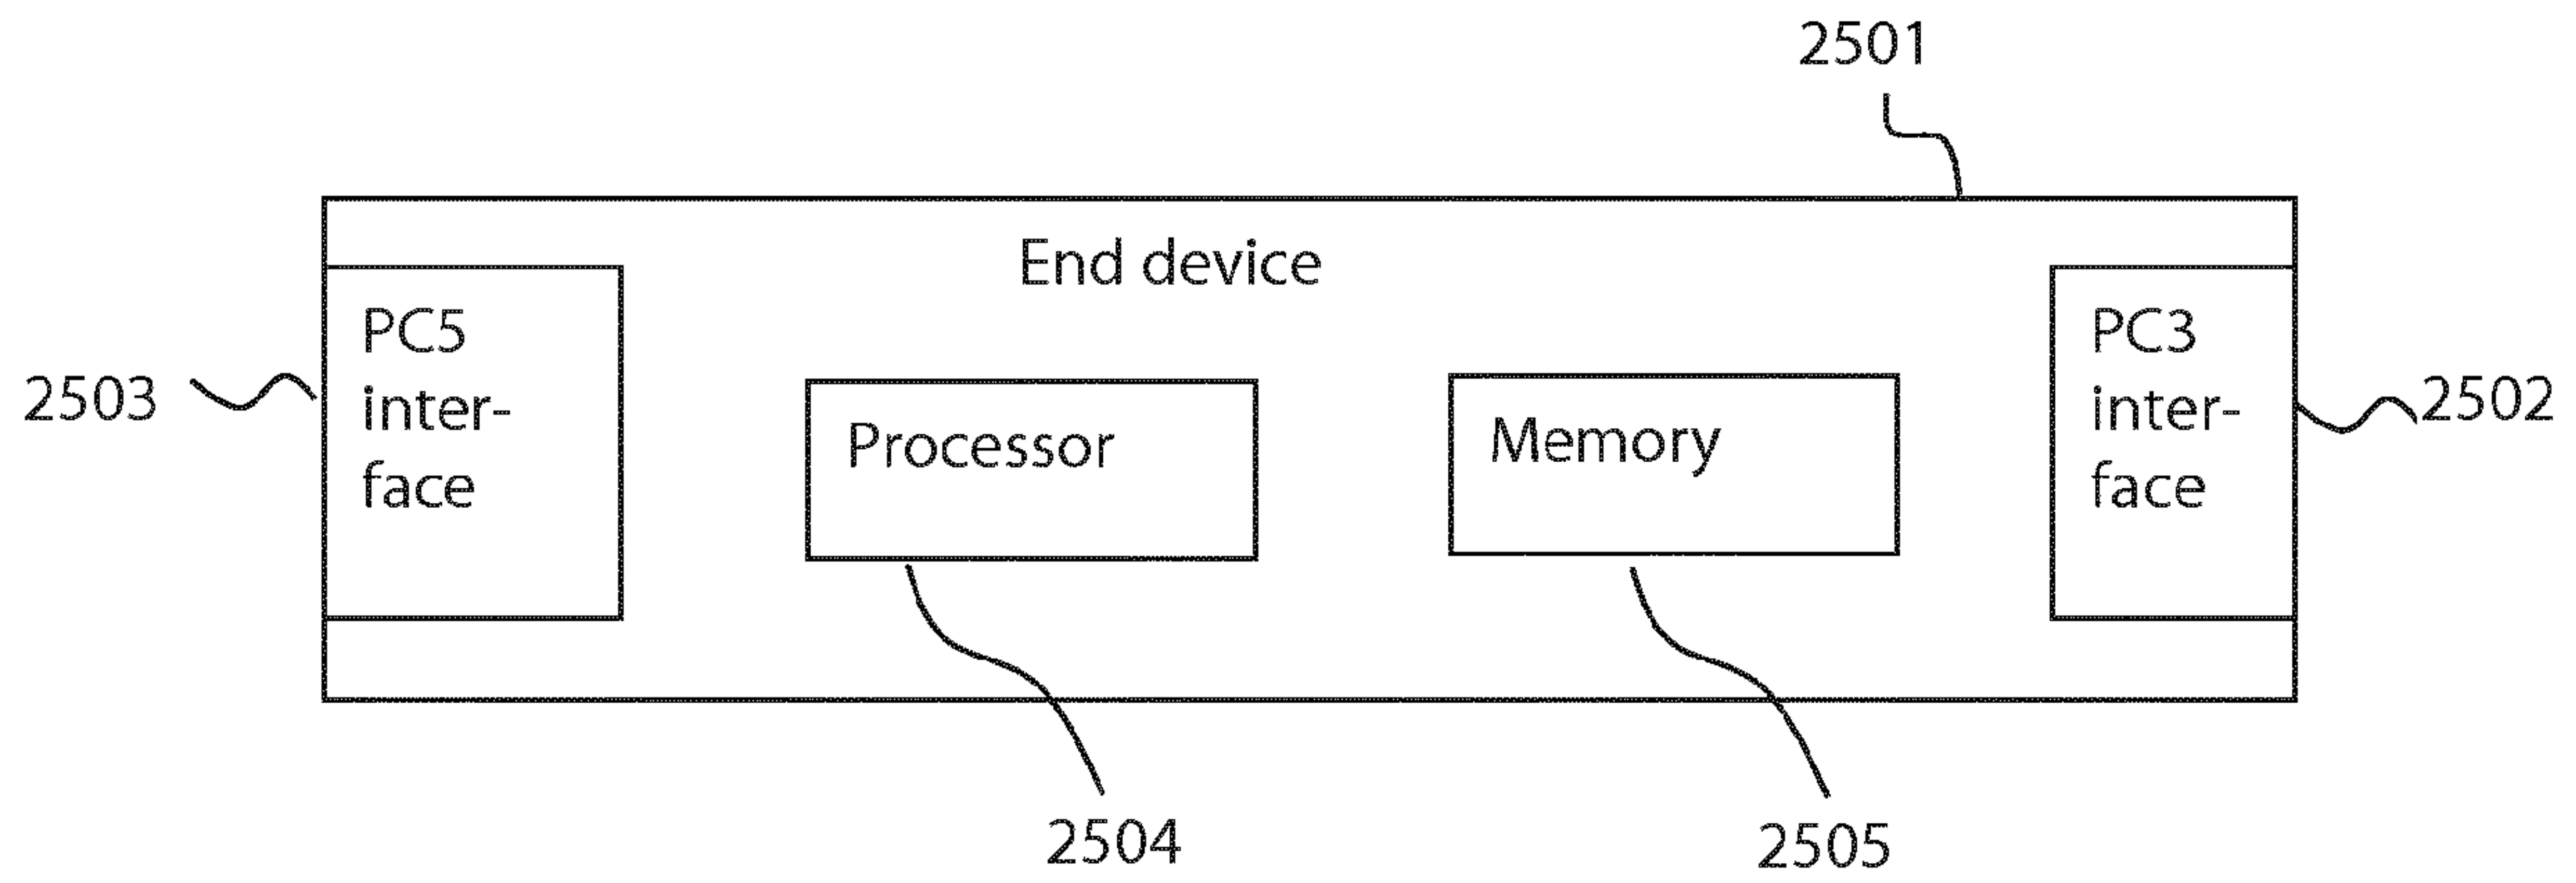 2501
End device
PC5
inter-
face
PC3
inter-
face
2503
2502
Processor
Memory
2504
2505